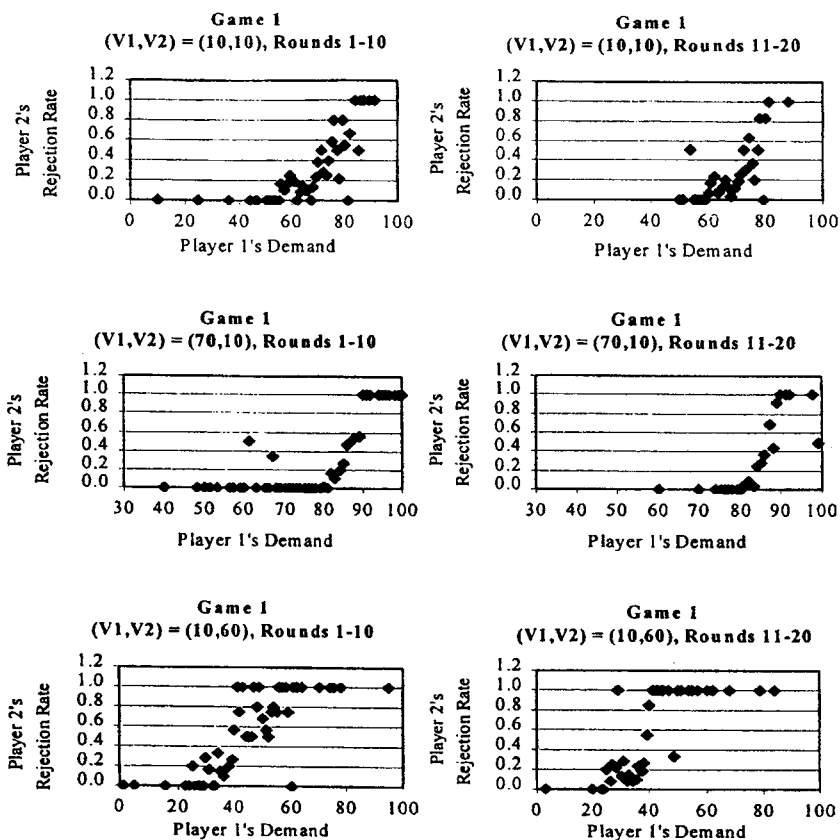 Game 1
(V1,V2) = (10,10), Rounds 1-10
Player 2's
Rejection Rate
1.2
1.0
0.8
0.6
0.4
0.2
0.0
0 20 40 60 80 100
Player 1's Demand
Game 1
(V1,V2) = (10,10), Rounds 11-20
Player 2's
Rejection Rate
1.2
1.0
0.8
0.6
0.4
0.2
0.0
0 20 40 60 80 100
Player 1's Demand
Game 1
(V1,V2) = (70,10), Rounds 1-10
Player 2's
Rejection Rate
1.2
1.0
0.8
0.6
0.4
0.2
0.0
30 40 50 60 70 80 90 100
Player 1's Demand
Game 1
(V1,V2) = (70,10), Rounds 11-20
Player 2's
Rejection Rate
1.2
1.0
0.8
0.6
0.4
0.2
0.0
30 40 50 60 70 80 90 100
Player 1's Demand
Game 1
(V1,V2) = (10,60), Rounds 1-10
Player 2's
Rejection Rate
1.2
1.0
0.8
0.6
0.4
0.2
0.0
0 20 40 60 80 100
Player 1's Demand
Game 1
(V1,V2) = (10,60), Rounds 11-20
Player 2's
Rejection Rate
1.2
1.0
0.8
0.6
0.4
0.2
0.0
0 20 40 60 80 100
Player 1's Demand